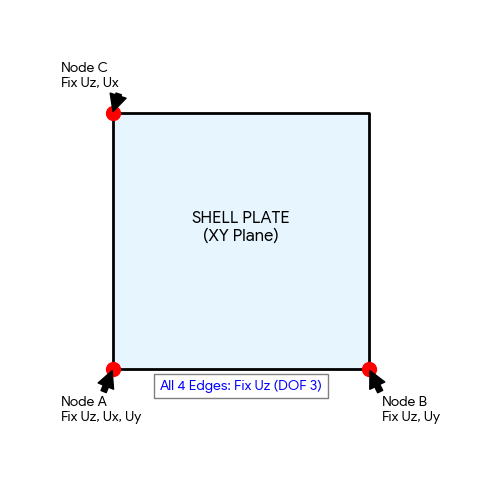 Node C
Fix Uz, Ux
SHELL PLATE
(XY Plane)
All 4 Edges: Fix Uz (DOF 3)
Node A
Fix Uz, Ux, Uy
Node B
Fix Uz, Uy